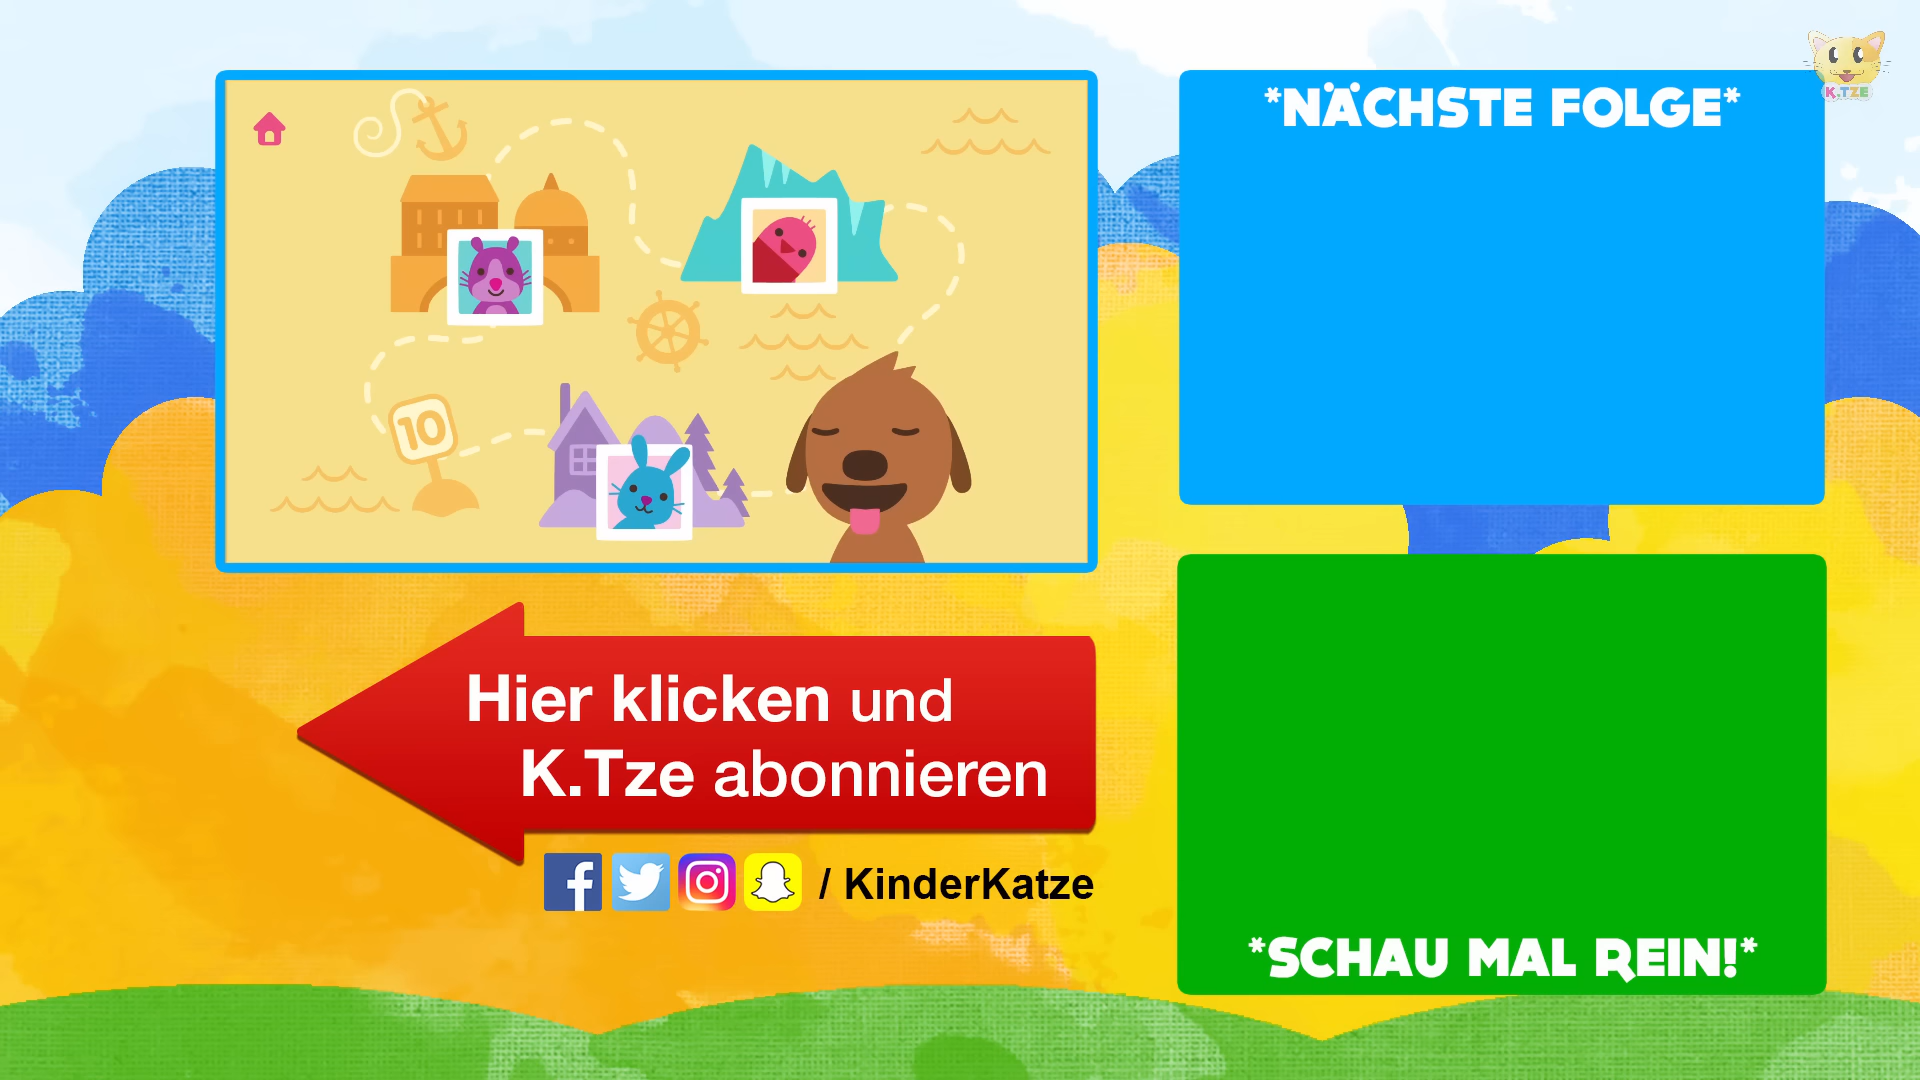 *NÄCHSTE FOLGE*
K.TZE
10
Hier klicken und
K.Tze abonnieren
/ KinderKatze
*SCHAU MAL REIN!*